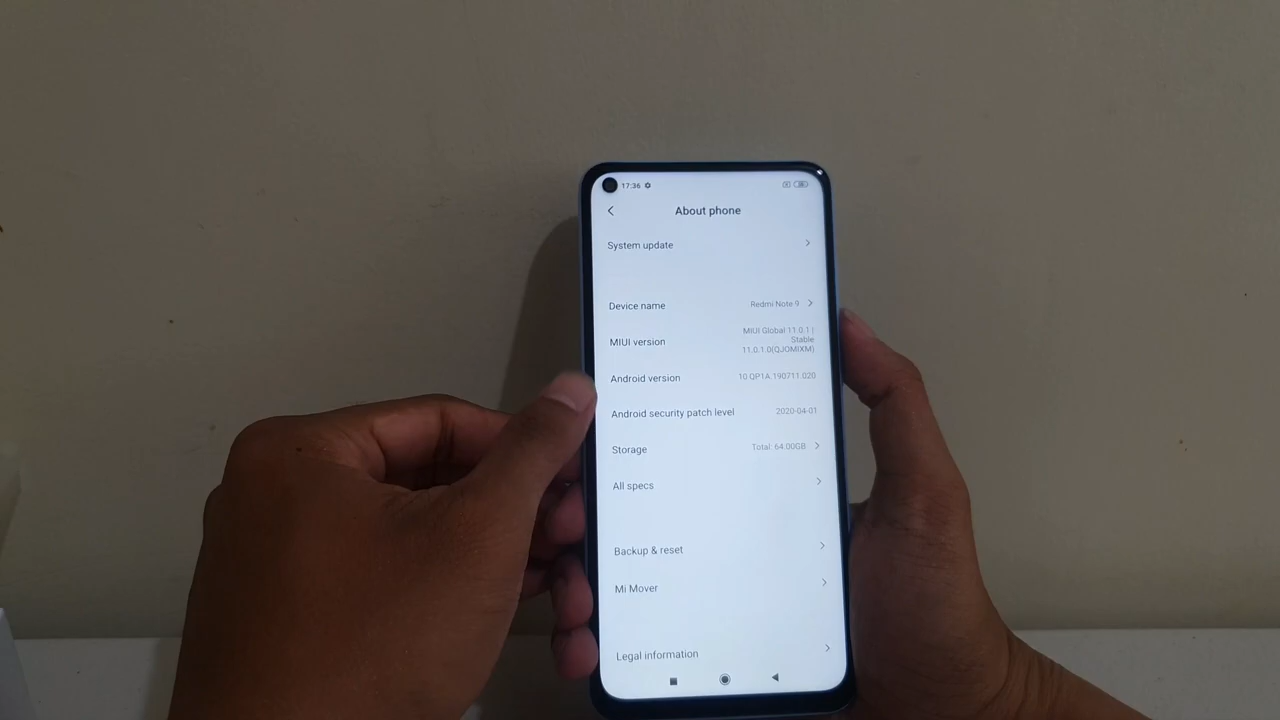 17:36
About phone
System update
Device name Redmi Note 9
MIUI Global 11.0.1 |
MIUI version Stable
11.0.1.0(QJOMIXM)
Android version 10 QP1A.190711.020
Android security patch level 2020-04-01
Storage Total: 64.00GB
All specs
Backup & reset
Mi Mover
Legal information